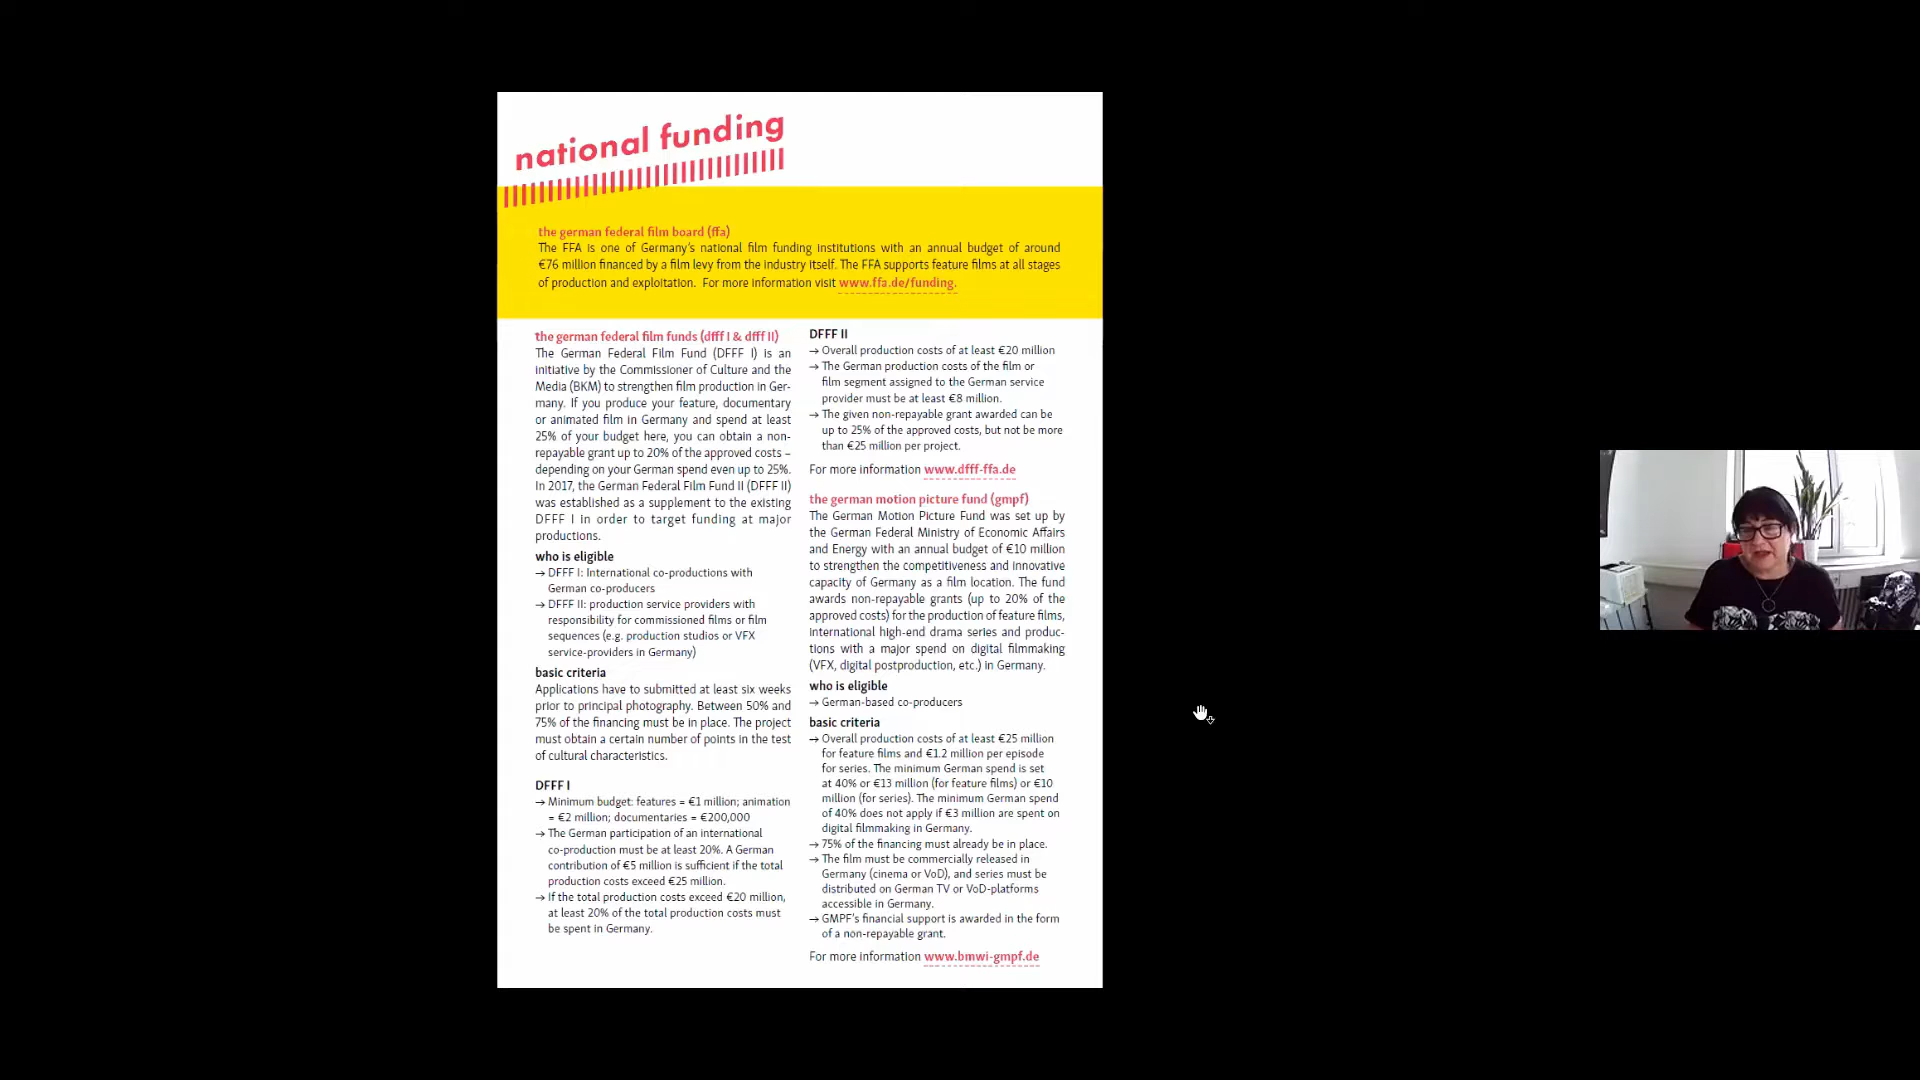 national funding
the german federal film board (ffa)
The FFA is one of Germany's national film funding institutions with an annual budget of around
€76 million financed by a film levy from the industry itself. The FFA supports feature films at all stages
of production and exploitation. For more information visit www.ffa.de/funding.
the german federal film funds (dfff I & dfff II)
The German Federal Film Fund (DFFF I) is an
initiative by the Commissioner of Culture and the
Media (BKM) to strengthen film production in Ger-
many. If you produce your feature, documentary
or animated film in Germany and spend at least
25% of your budget here, you can obtain a non-
repayable grant up to 20% of the approved costs –
depending on your German spend even up to 25%.
In 2017, the German Federal Film Fund II (DFFF II)
was established as a supplement to the existing
DFFF I in order to target funding at major
productions.
who is eligible
→ DFFF I: International co-productions with
German co-producers
→ DFFF II: production service providers with
responsibility for commissioned films or film
sequences (e.g. production studios or VFX
service-providers in Germany)
basic criteria
Applications have to submitted at least six weeks
prior to principal photography. Between 50% and
75% of the financing must be in place. The project
must obtain a certain number of points in the test
of cultural characteristics.
DFFF I
→ Minimum budget: features = €1 million; animation
= €2 million; documentaries = €200,000
→ The German participation of an international
co-production must be at least 20%. A German
contribution of €5 million is sufficient if the total
production costs exceed €25 million.
→ If the total production costs exceed €20 million,
at least 20% of the total production costs must
be spent in Germany.
DFFF II
→ Overall production costs of at least €20 million
→ The German production costs of the film or
film segment assigned to the German service
provider must be at least €8 million.
→ The given non-repayable grant awarded can be
up to 25% of the approved costs, but not be more
than €25 million per project.
For more information www.dfff-ffa.de
the german motion picture fund (gmpf)
The German Motion Picture Fund was set up by
the German Federal Ministry of Economic Affairs
and Energy with an annual budget of €10 million
to strengthen the competitiveness and innovative
capacity of Germany as a film location. The fund
awards non-repayable grants (up to 20% of the
approved costs) for the production of feature films,
international high-end drama series and produc-
tions with a major spend on digital filmmaking
(VFX, digital postproduction, etc.) in Germany.
who is eligible
→ German-based co-producers
basic criteria
→ Overall production costs of at least €25 million
for feature films and €1.2 million per episode
for series. The minimum German spend is set
at 40% or €13 million (for feature films) or €10
million (for series). The minimum German spend
of 40% does not apply if €3 million are spent on
digital filmmaking in Germany.
→ 75% of the financing must already be in place.
→ The film must be commercially released in
Germany (cinema or VoD), and series must be
distributed on German TV or VoD-platforms
accessible in Germany.
→ GMPF's financial support is awarded in the form
of a non-repayable grant.
For more information www.bmwi-gmpf.de